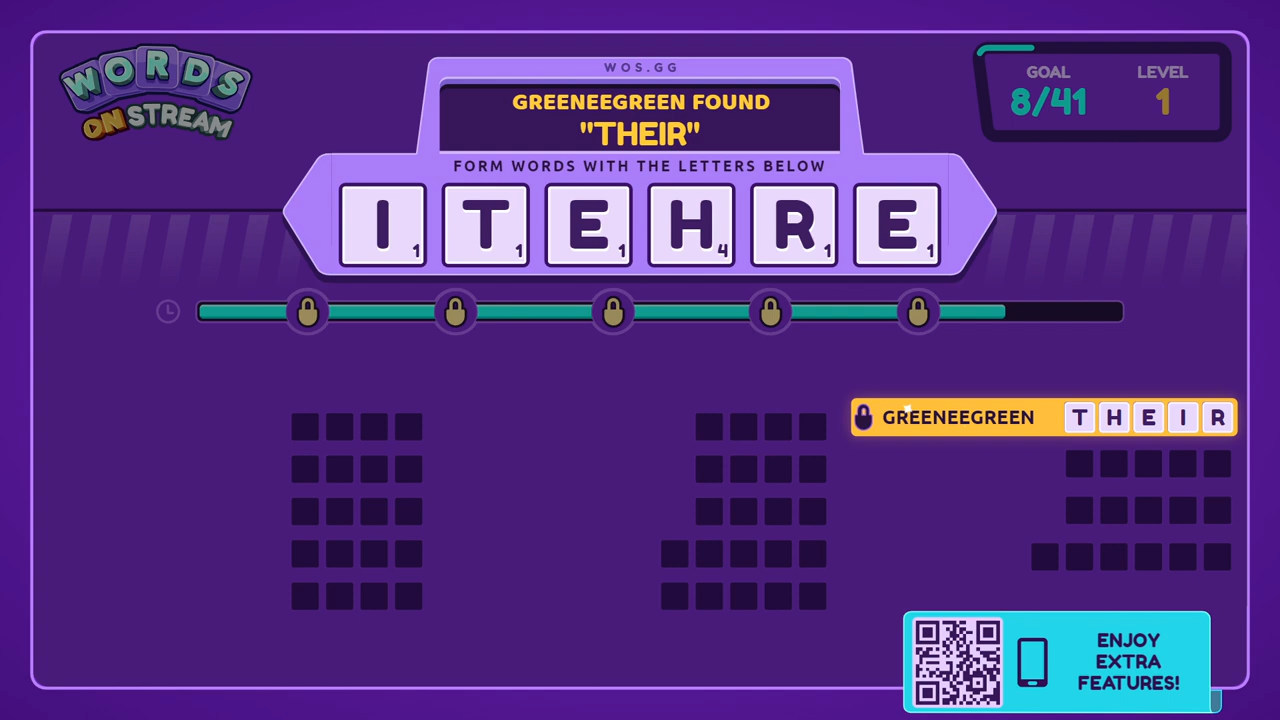 WORDS
ON STREAM
WOS.GG
GREENEEGREEN FOUND
"THEIR"
FORM WORDS WITH THE LETTERS BELOW
GOAL
8/41
LEVEL
1
I 1 T 1 E 1 H 4 R 1 E 1
GREENEEGREEN T H E I R
ENJOY
EXTRA
FEATURES!